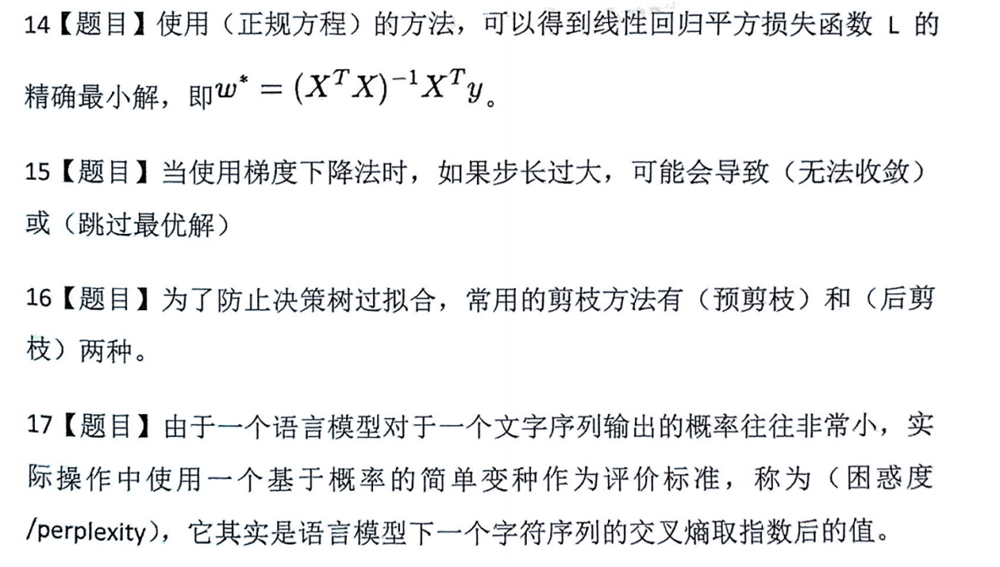 14【题目】使用（正规方程）的方法，可以得到线性回归平方损失函数 L 的
精确最小解，即$w^* = (X^T X)^{-1} X^T y$。
15【题目】当使用梯度下降法时，如果步长过大，可能会导致（无法收敛）
或（跳过最优解）
16【题目】为了防止决策树过拟合，常用的剪枝方法有（预剪枝）和（后剪
枝）两种。
17【题目】由于一个语言模型对于一个文字序列输出的概率往往非常小，实
际操作中使用一个基于概率的简单变种作为评价标准，称为（困惑度
/perplexity），它其实是语言模型下一个字符序列的交叉熵取指数后的值。